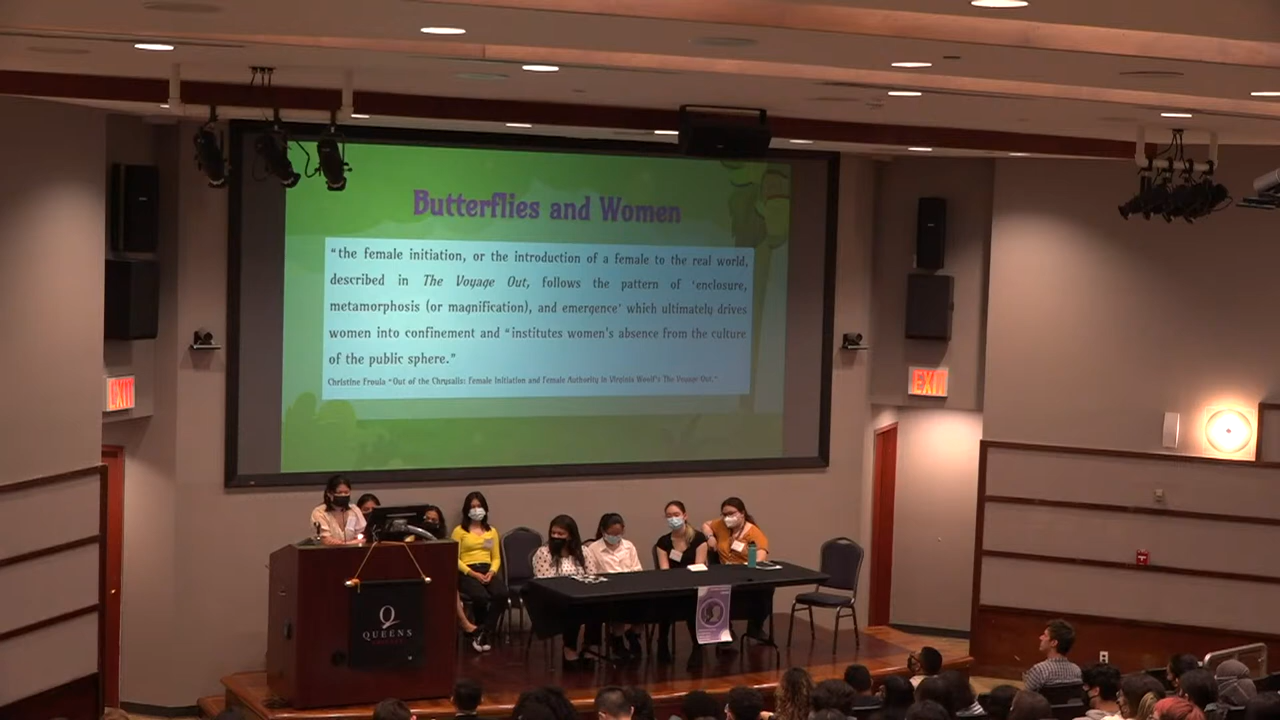 Butterflies and Women
“the female initiation, or the introduction of a female to the real world,
described in The Voyage Out, follows the pattern of ‘enclosure,
metamorphosis (or magnification), and emergence’ which ultimately drives
women into confinement and “institutes women's absence from the culture
of the public sphere.”
Christine Froula “Out of the Chrysalis: Female Initiation and Female Authority in Virginia Woolf's The Voyage Out.”
EXIT
EXIT
Q
QUEENS